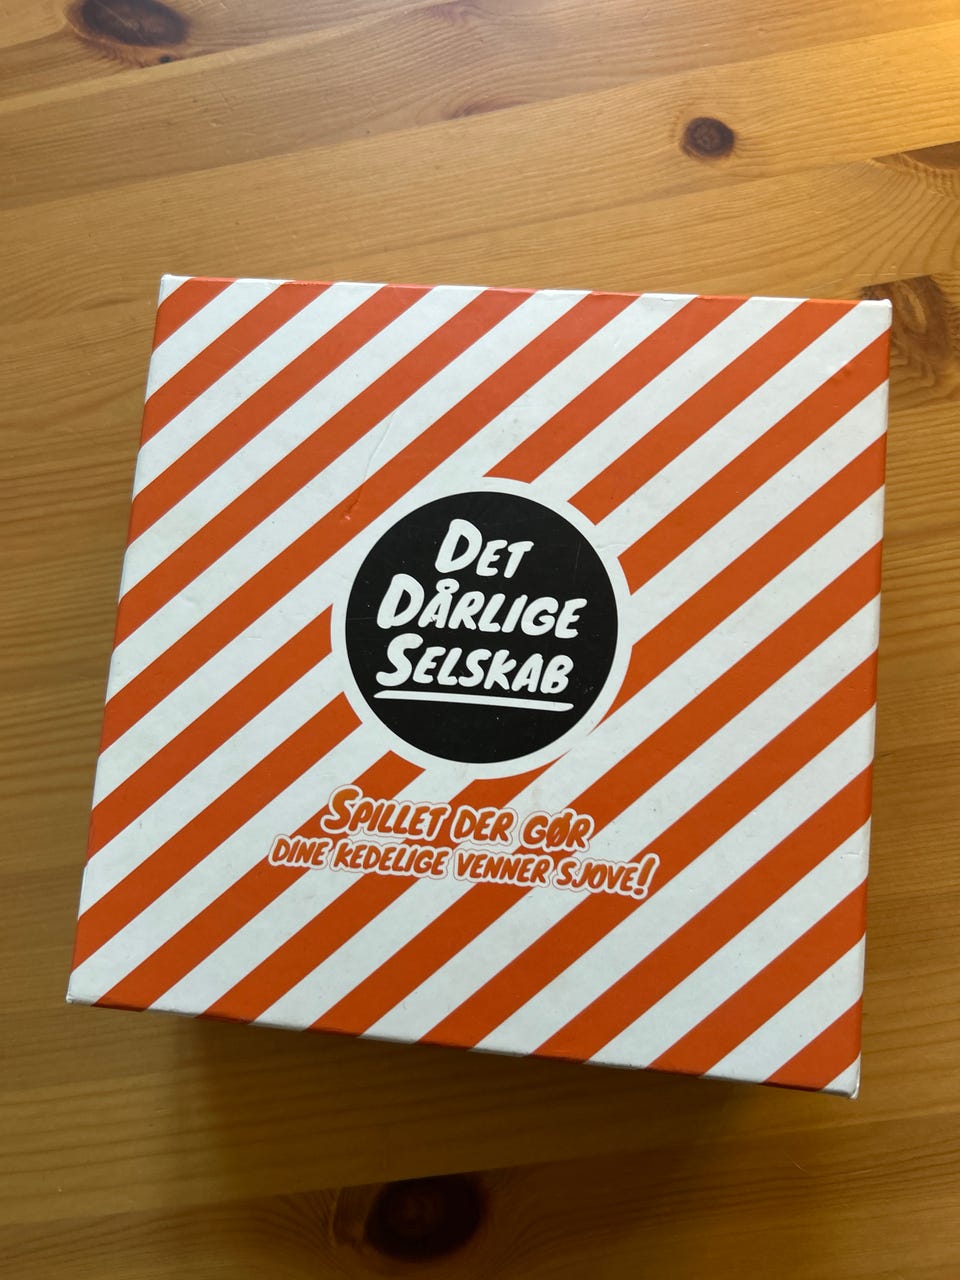 DET
DÅRLIGE
SELSKAB
SPILLET DER GØR
DINE KEDELIGE VENNER SJOVE!